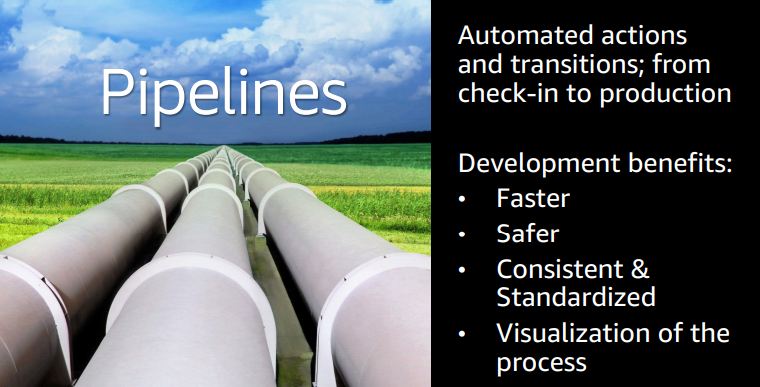 Pipelines
Automated actions
and transitions; from
check-in to production
Development benefits:
• Faster
• Safer
• Consistent &
Standardized
• Visualization of the
process